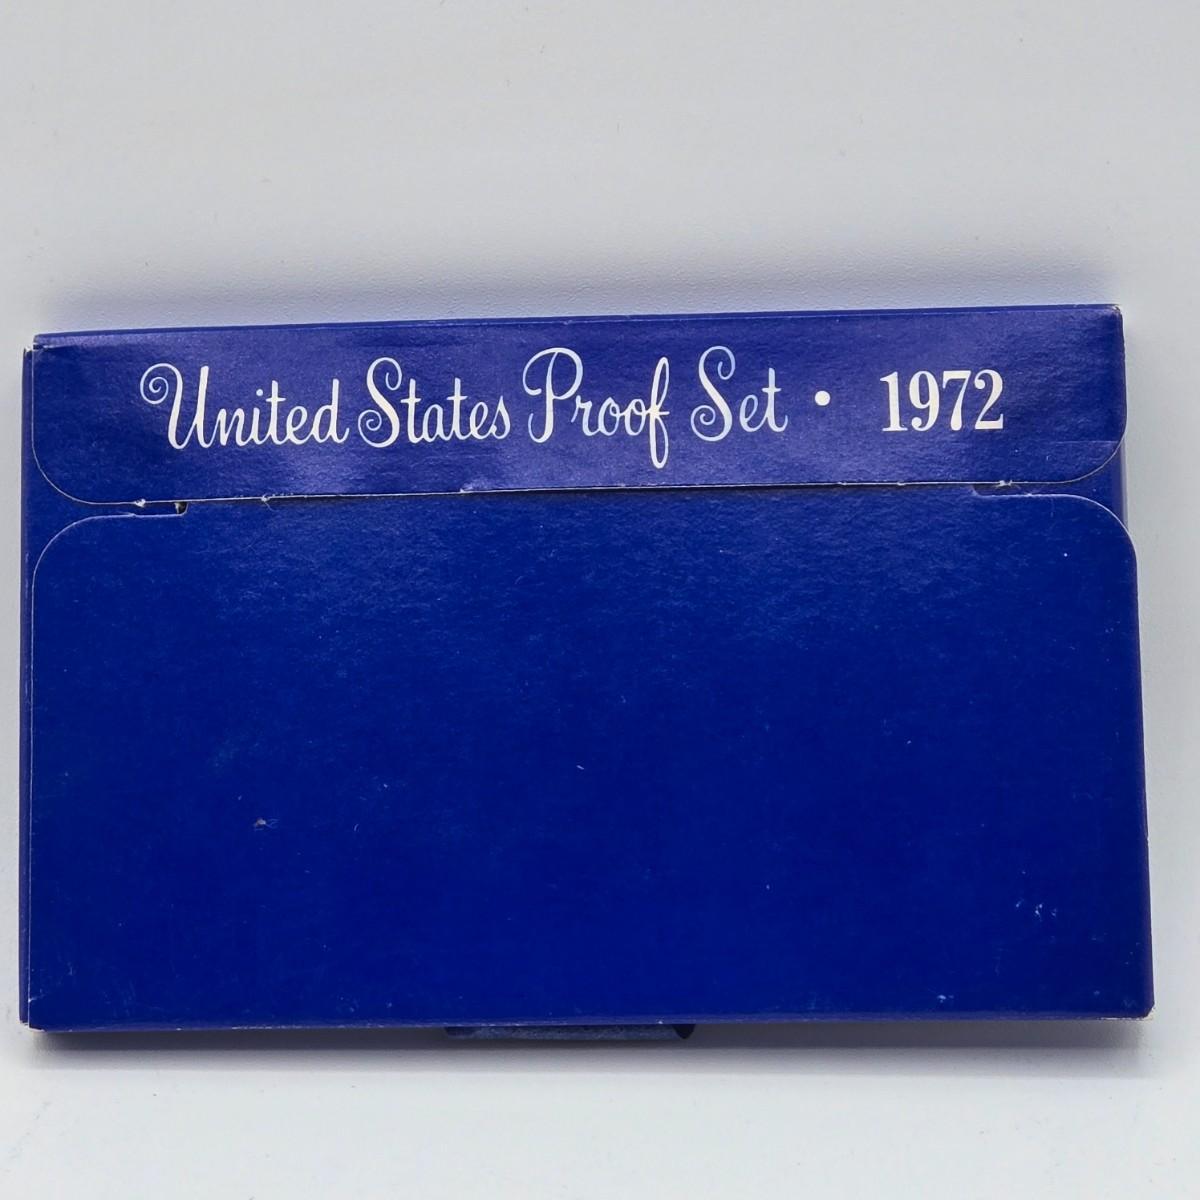 United States Proof Set • 1972